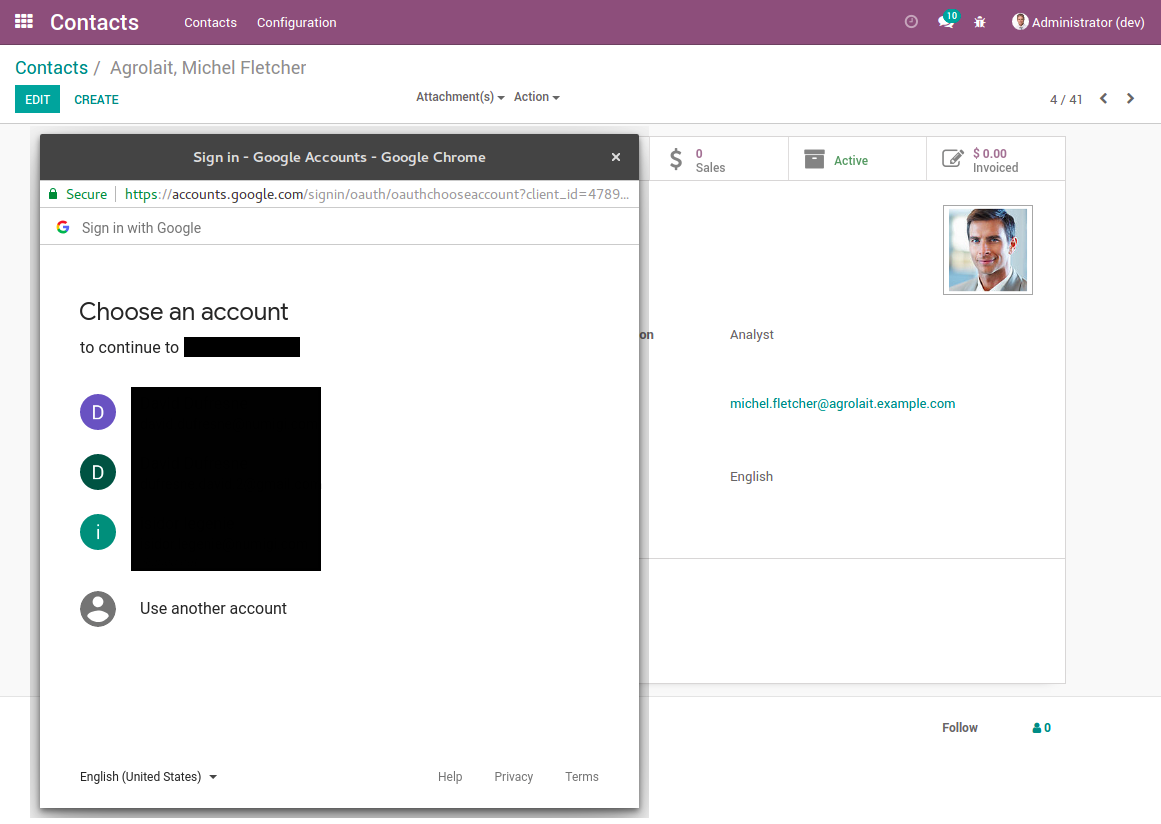 Contacts Contacts Configuration 10 Administrator (dev)
Contacts / Agrolait, Michel Fletcher
EDIT CREATE Attachment(s) Action 4 / 41
Sign in - Google Accounts - Google Chrome
Secure https://accounts.google.com/signin/oauth/oauthchooseaccount?client_id=4789...
Sign in with Google
Choose an account
to continue to
D
D
i
Use another account
English (United States) Help Privacy Terms
$ 0
Sales
Active
$ 0.00
Invoiced
on Analyst
michel.fletcher@agrolait.example.com
English
Follow 0